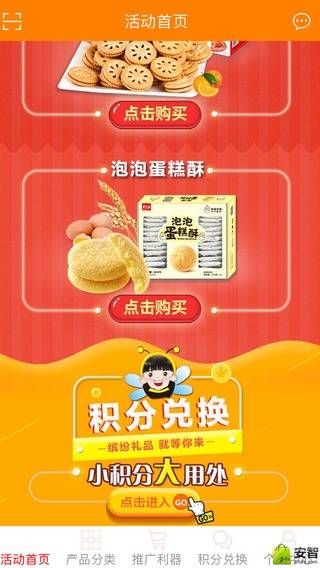 活动首页
点击购买
泡泡蛋糕酥
泡泡
蛋糕酥
点击购买
积分兑换
缤纷礼品 就等你来
小积分大用处
点击进入 GO
GO!
活动首页 产品分类 推广利器 积分兑换 个
安智